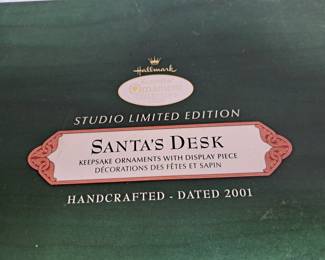 Hallmark
STUDIO LIMITED EDITION
SANTA'S DESK
KEEPSAKE ORNAMENTS WITH DISPLAY PIECE
DÉCORATIONS DES FÊTES ET SAPIN
HANDCRAFTED - DATED 2001